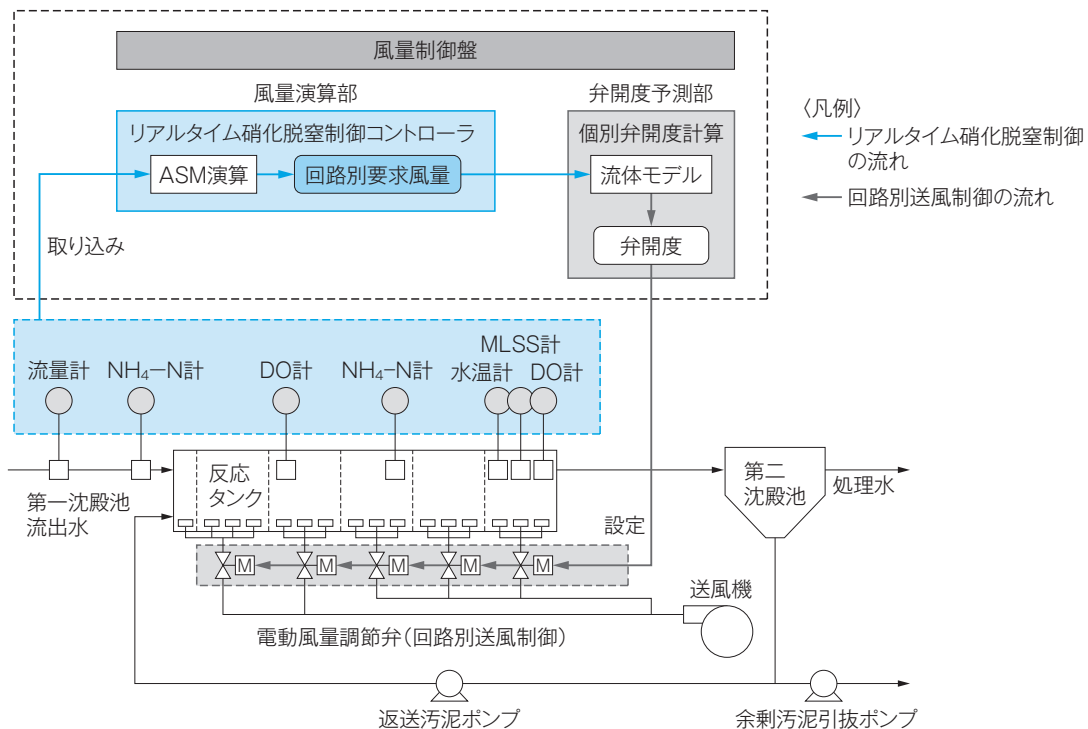 風量制御盤
風量演算部
弁開度予測部
リアルタイム硝化脱窒制御コントローラ
ASM演算
回路別要求風量
個別弁開度計算
流体モデル
弁開度
〈凡例〉
リアルタイム硝化脱窒制御
の流れ
回路別送風制御の流れ
取り込み
流量計
NH₄−N計
DO計
NH₄−N計
MLSS計
水温計
DO計
第一沈殿池
流出水
反応
タンク
第二
沈殿池
処理水
設定
M
M
M
M
M
送風機
電動風量調節弁(回路別送風制御)
返送汚泥ポンプ
余剰汚泥引抜ポンプ